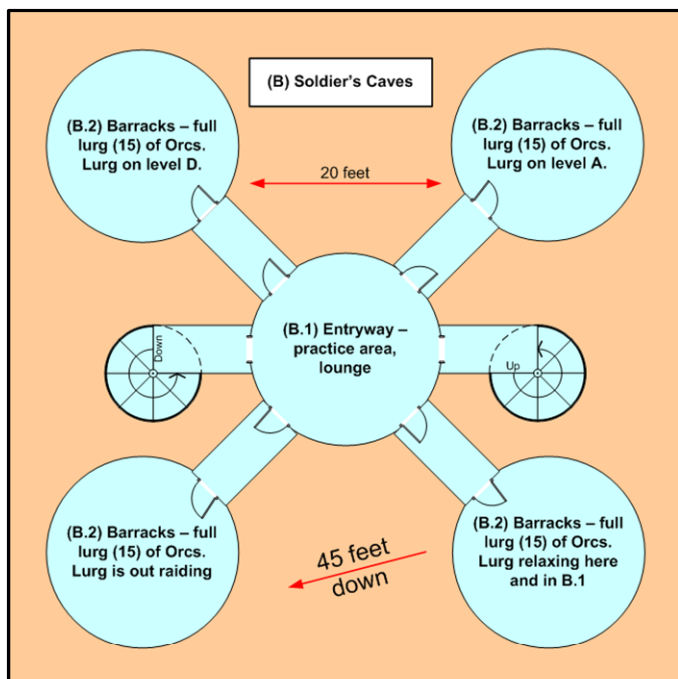 (B) Soldier's Caves
(B.2) Barracks – full
lurg (15) of Orcs.
Lurg on level D.
(B.2) Barracks – full
lurg (15) of Orcs.
Lurg on level A.
20 feet
(B.1) Entryway –
practice area,
lounge
Down
Up
(B.2) Barracks – full
lurg (15) of Orcs.
Lurg is out raiding
45 feet
down
(B.2) Barracks – full
lurg (15) of Orcs.
Lurg relaxing here
and in B.1